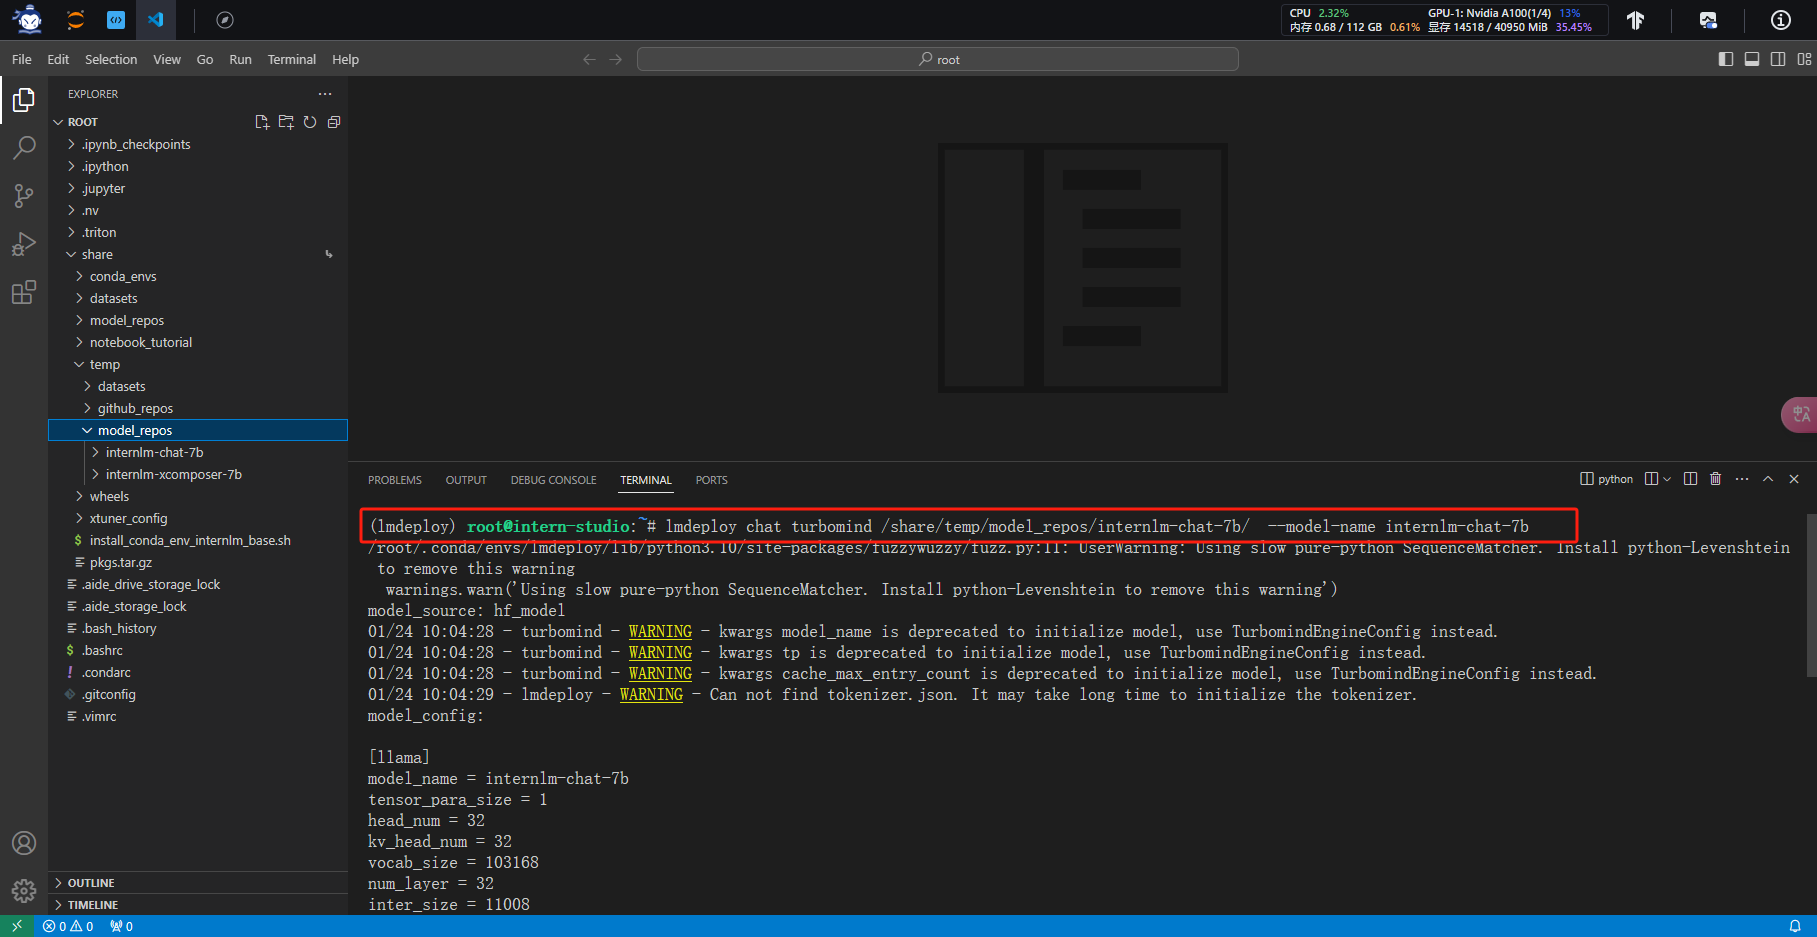 CPU 2.32% GPU-1: Nvidia A100(1/4) 13%
内存 0.68 / 112 GB 0.61% 显存 14518 / 40950 MiB 35.45%
File Edit Selection View Go Run Terminal Help
root
EXPLORER
ROOT
.ipynb_checkpoints
.ipython
.jupyter
.nv
.triton
share
conda_envs
datasets
model_repos
notebook_tutorial
temp
datasets
github_repos
model_repos
internlm-chat-7b
internlm-xcomposer-7b
wheels
xtuner_config
$ install_conda_env_internlm_base.sh
pkgs.tar.gz
.aide_drive_storage_lock
.aide_storage_lock
.bash_history
$ .bashrc
! .condarc
.gitconfig
.vimrc
OUTLINE
TIMELINE
PROBLEMS OUTPUT DEBUG CONSOLE TERMINAL PORTS
python
(lmdeploy) root@intern-studio:~# lmdeploy chat turbomind /share/temp/model_repos/internlm-chat-7b/  --model-name internlm-chat-7b
/root/.conda/envs/lmdeploy/lib/python3.10/site-packages/fuzzywuzzy/fuzz.py:11: UserWarning: Using slow pure-python SequenceMatcher. Install python-Levenshtein
to remove this warning
warnings.warn('Using slow pure-python SequenceMatcher. Install python-Levenshtein to remove this warning')
model_source: hf_model
01/24 10:04:28 - turbomind - WARNING - kwargs model_name is deprecated to initialize model, use TurbomindEngineConfig instead.
01/24 10:04:28 - turbomind - WARNING - kwargs tp is deprecated to initialize model, use TurbomindEngineConfig instead.
01/24 10:04:28 - turbomind - WARNING - kwargs cache_max_entry_count is deprecated to initialize model, use TurbomindEngineConfig instead.
01/24 10:04:29 - lmdeploy - WARNING - Can not find tokenizer.json. It may take long time to initialize the tokenizer.
model_config:
[llama]
model_name = internlm-chat-7b
tensor_para_size = 1
head_num = 32
kv_head_num = 32
vocab_size = 103168
num_layer = 32
inter_size = 11008
0 0 0